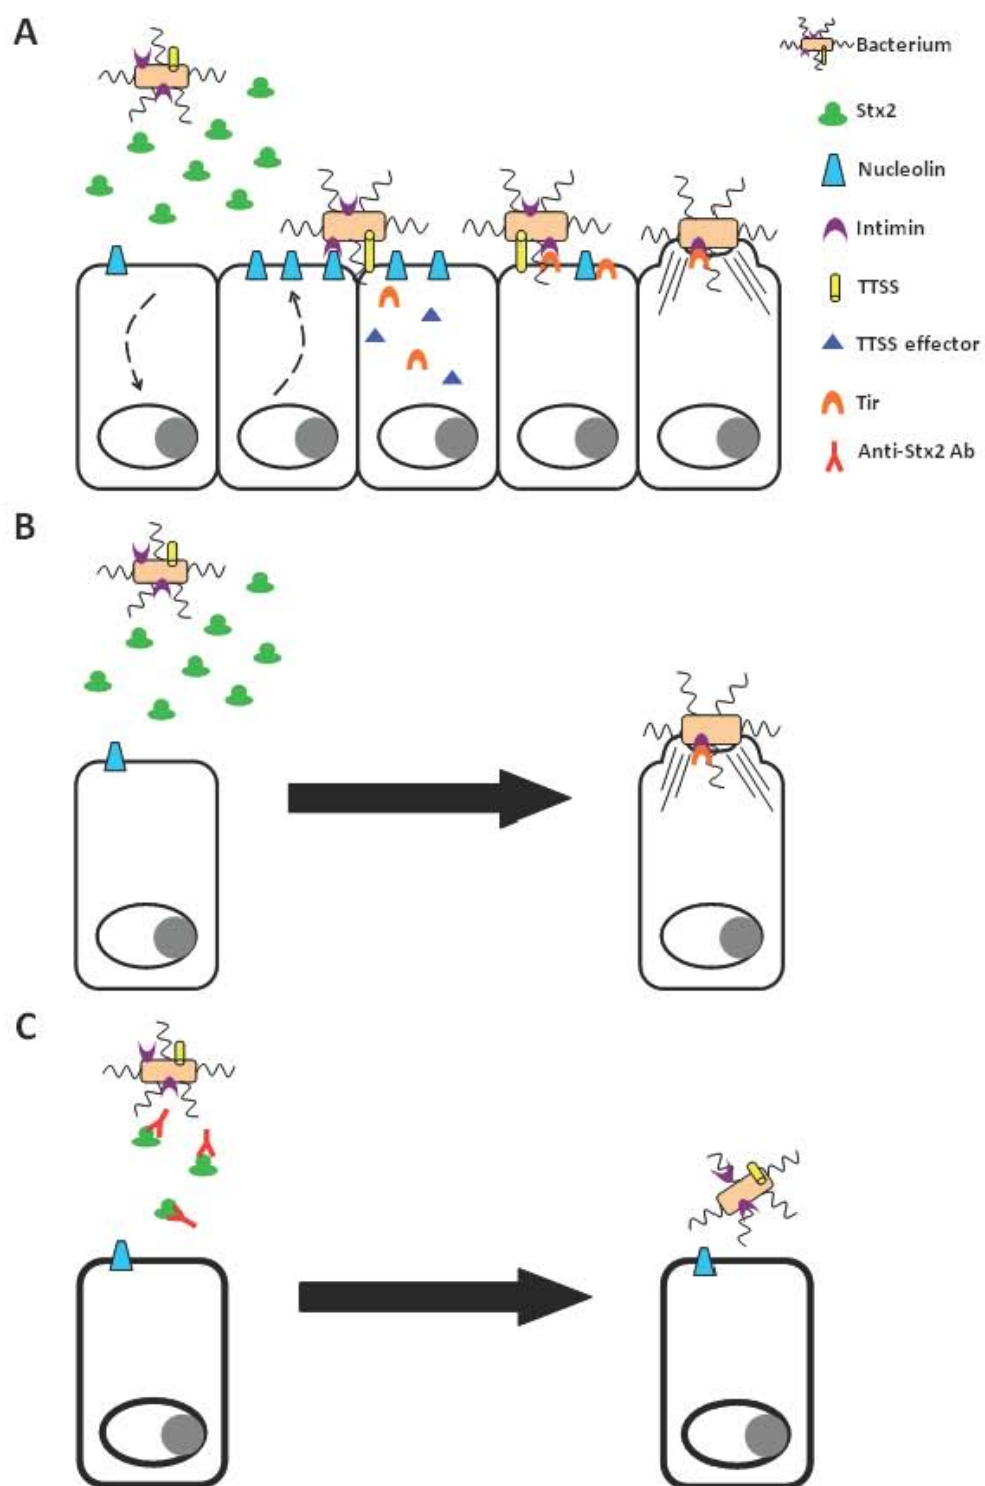 A
Bacterium
Stx2
Nucleolin
Intimin
TTSS
TTSS effector
Tir
Anti-Stx2 Ab
B
C